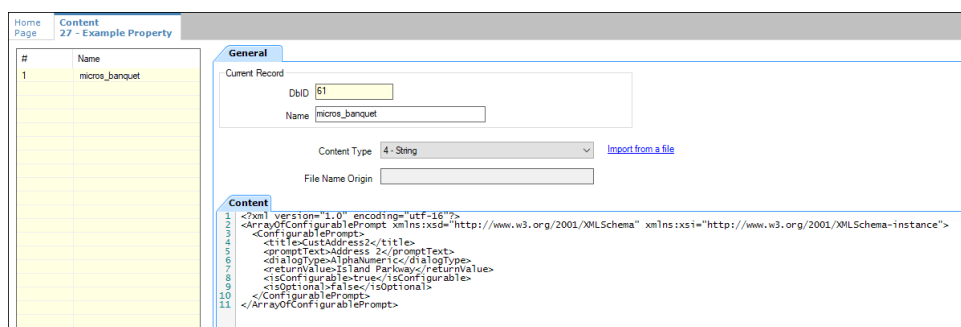 Home Page
Content
27 - Example Property
# Name
1 micros_banquet
General
Current Record
DbID 61
Name micros_banquet
Content Type 4 - String Import from a file
File Name Origin
Content
1 <?xml version="1.0" encoding="utf-16"?>
2 <ArrayOfConfigurablePrompt xmlns:xsd="http://www.w3.org/2001/XMLSchema" xmlns:xsi="http://www.w3.org/2001/XMLSchema-instance">
3 <ConfigurablePrompt>
4 <title>CustAddress2</title>
5 <promptText>Address 2</promptText>
6 <dialogType>AlphaNumeric</dialogType>
7 <returnValue>Island Parkway</returnValue>
8 <isConfigurable>true</isConfigurable>
9 <isOptional>false</isOptional>
10 </ConfigurablePrompt>
11 </ArrayOfConfigurablePrompt>